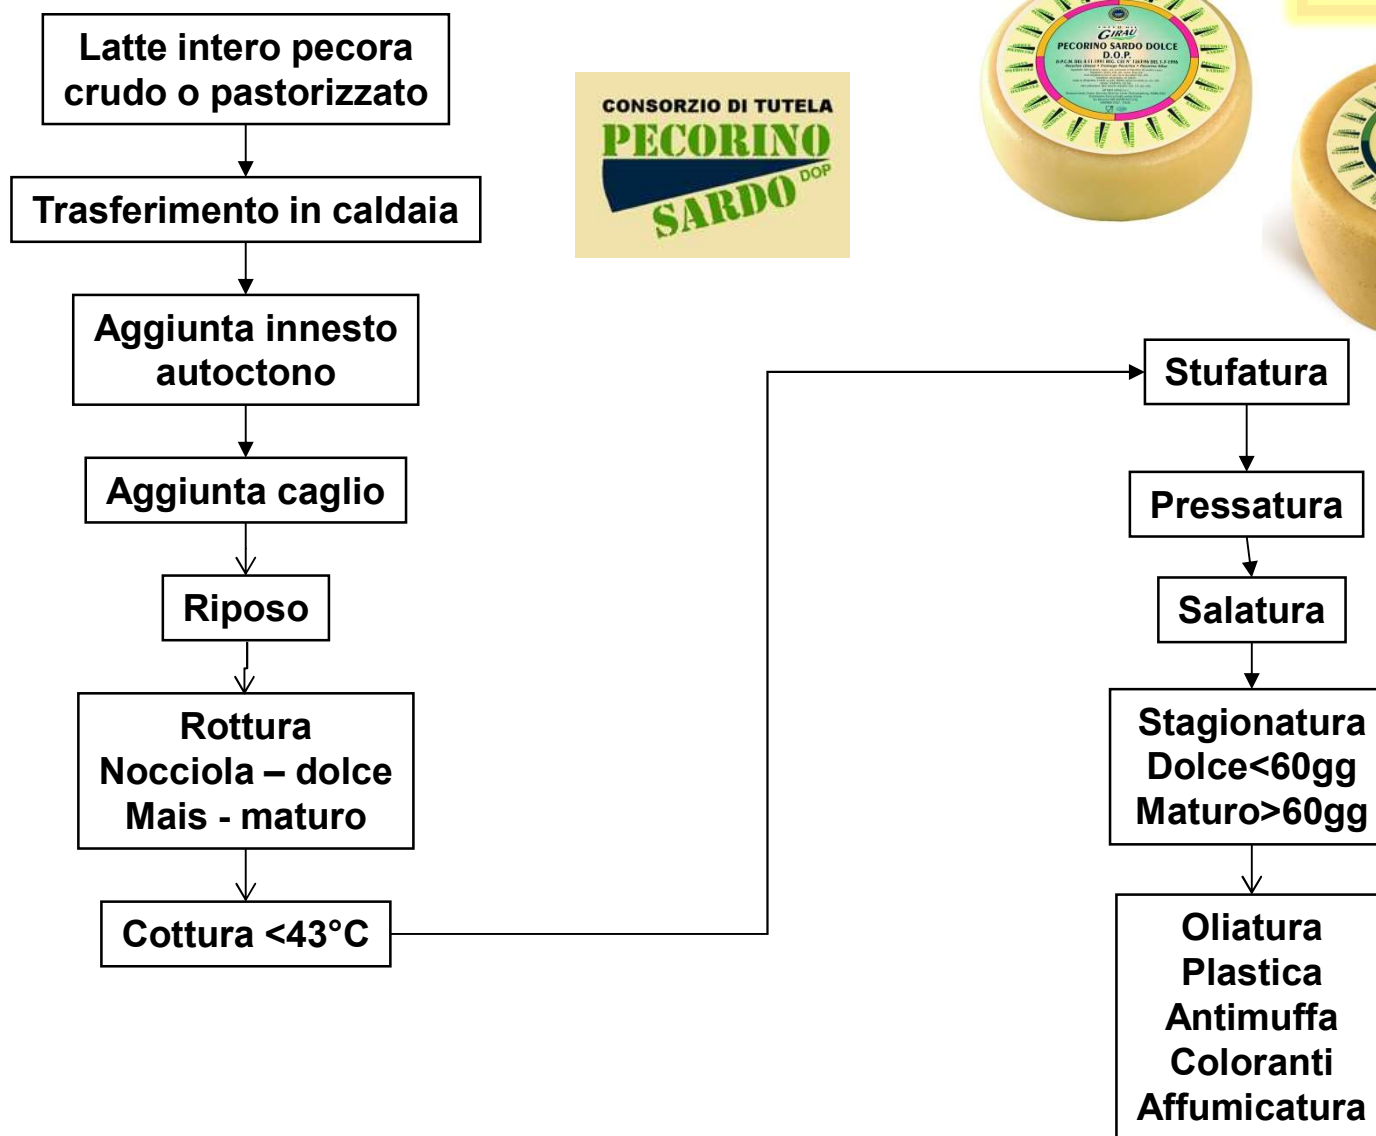 Latte intero pecora
crudo o pastorizzato
Trasferimento in caldaia
Aggiunta innesto
autoctono
Aggiunta caglio
Riposo
Rottura
Nocciola – dolce
Mais - maturo
Cottura <43°C
CONSORZIO DI TUTELA
PECORINO
SARDO DOP
GIRAÙ
PECORINO SARDO DOLCE
D.O.P.
Stufatura
Pressatura
Salatura
Stagionatura
Dolce<60gg
Maturo>60gg
Oliatura
Plastica
Antimuffa
Coloranti
Affumicatura